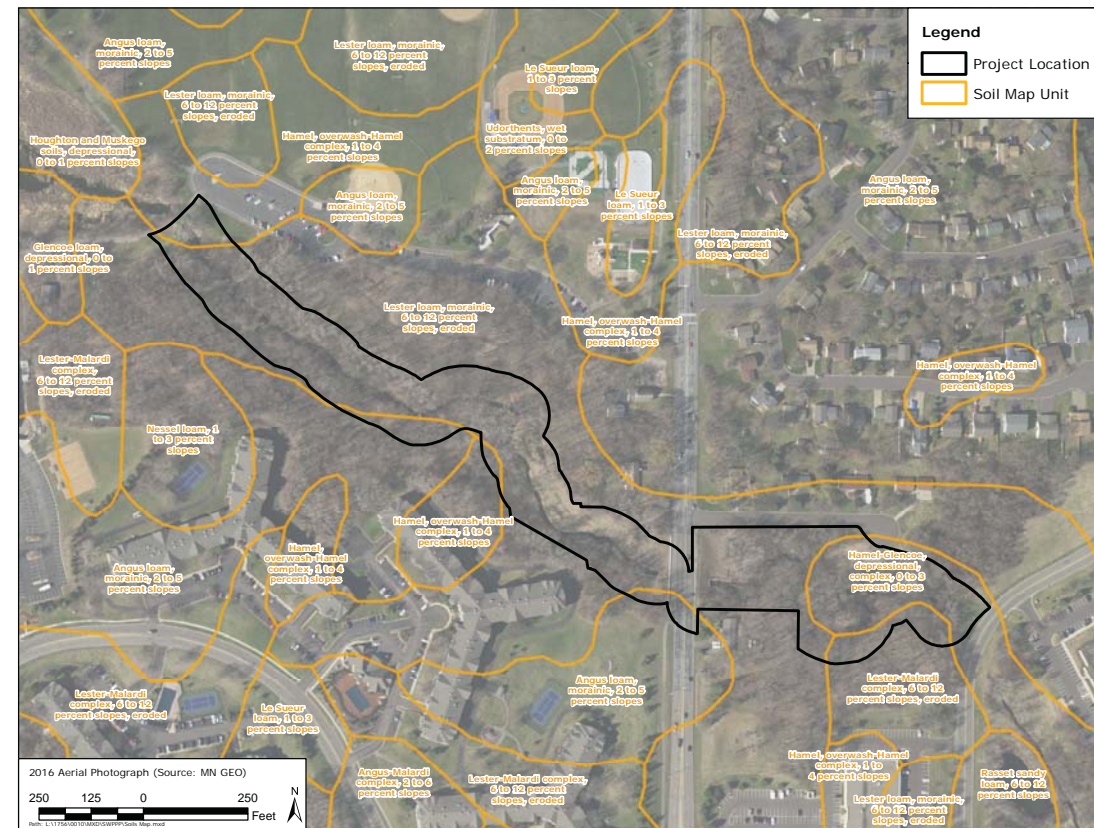 Legend
Project Location
Soil Map Unit
Angus loam,
morainic, 2 to 5
percent slopes
Lester loam, morainic,
6 to 12 percent
slopes, eroded
Le Sueur loam,
1 to 3 percent
slopes
Lester loam, morainic,
6 to 12 percent
slopes, eroded
Udorthents, wet
substratum, 0 to
2 percent slopes
Hamel, overwash-Hamel
complex, 1 to 4
percent slopes
Houghton and Muskego
soils, depressional,
0 to 1 percent slopes
Angus loam,
morainic, 2 to 5
percent slopes
Angus loam,
morainic, 2 to 5
percent slopes
Le Sueur
loam, 1 to 3
percent slopes
Angus loam,
morainic, 2 to 5
percent slopes
Glencoe loam,
depressional, 0 to
1 percent slopes
Lester loam, morainic,
6 to 12 percent
slopes, eroded
Lester loam, morainic,
6 to 12 percent
slopes, eroded
Hamel, overwash-Hamel
complex, 1 to 4
percent slopes
Lester-Malardi
complex,
6 to 12 percent
slopes, eroded
Hamel, overwash-Hamel
complex, 1 to 4
percent slopes
Nessel loam, 1
to 3 percent
slopes
Hamel, overwash-Hamel
complex, 1 to 4
percent slopes
Hamel,
overwash-Hamel
complex, 1 to 4
percent slopes
Hamel-Glencoe,
depressional,
complex, 0 to 3
percent slopes
Angus loam,
morainic, 2 to 5
percent slopes
Angus loam,
morainic, 2 to 5
percent slopes
Lester-Malardi
complex, 6 to 12
percent slopes, eroded
Lester-Malardi
complex, 6 to 12
percent slopes, eroded
Le Sueur
loam, 1 to 3
percent slopes
Angus-Malardi
complex, 2 to 6
percent slopes
Lester-Malardi complex,
6 to 12 percent
slopes, eroded
Hamel, overwash-Hamel
complex, 1 to
4 percent slopes
Lester loam, morainic,
6 to 12 percent
slopes, eroded
Rasset sandy
loam, 6 to 12
percent slopes
2016 Aerial Photograph (Source: MN GEO)
250 125 0 250
Feet
N
Path: L:\1756\0010\MXD\SWPPP\Soils Map.mxd